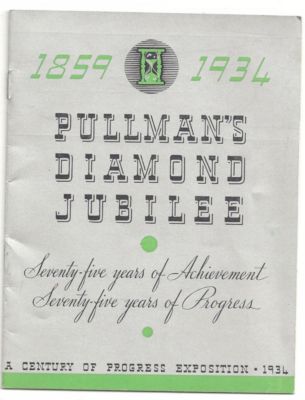 1859 1934
PULLMAN'S
DIAMOND
JUBILEE
Seventy-five years of Achievement
Seventy-five years of Progress
A CENTURY OF PROGRESS EXPOSITION • 1934